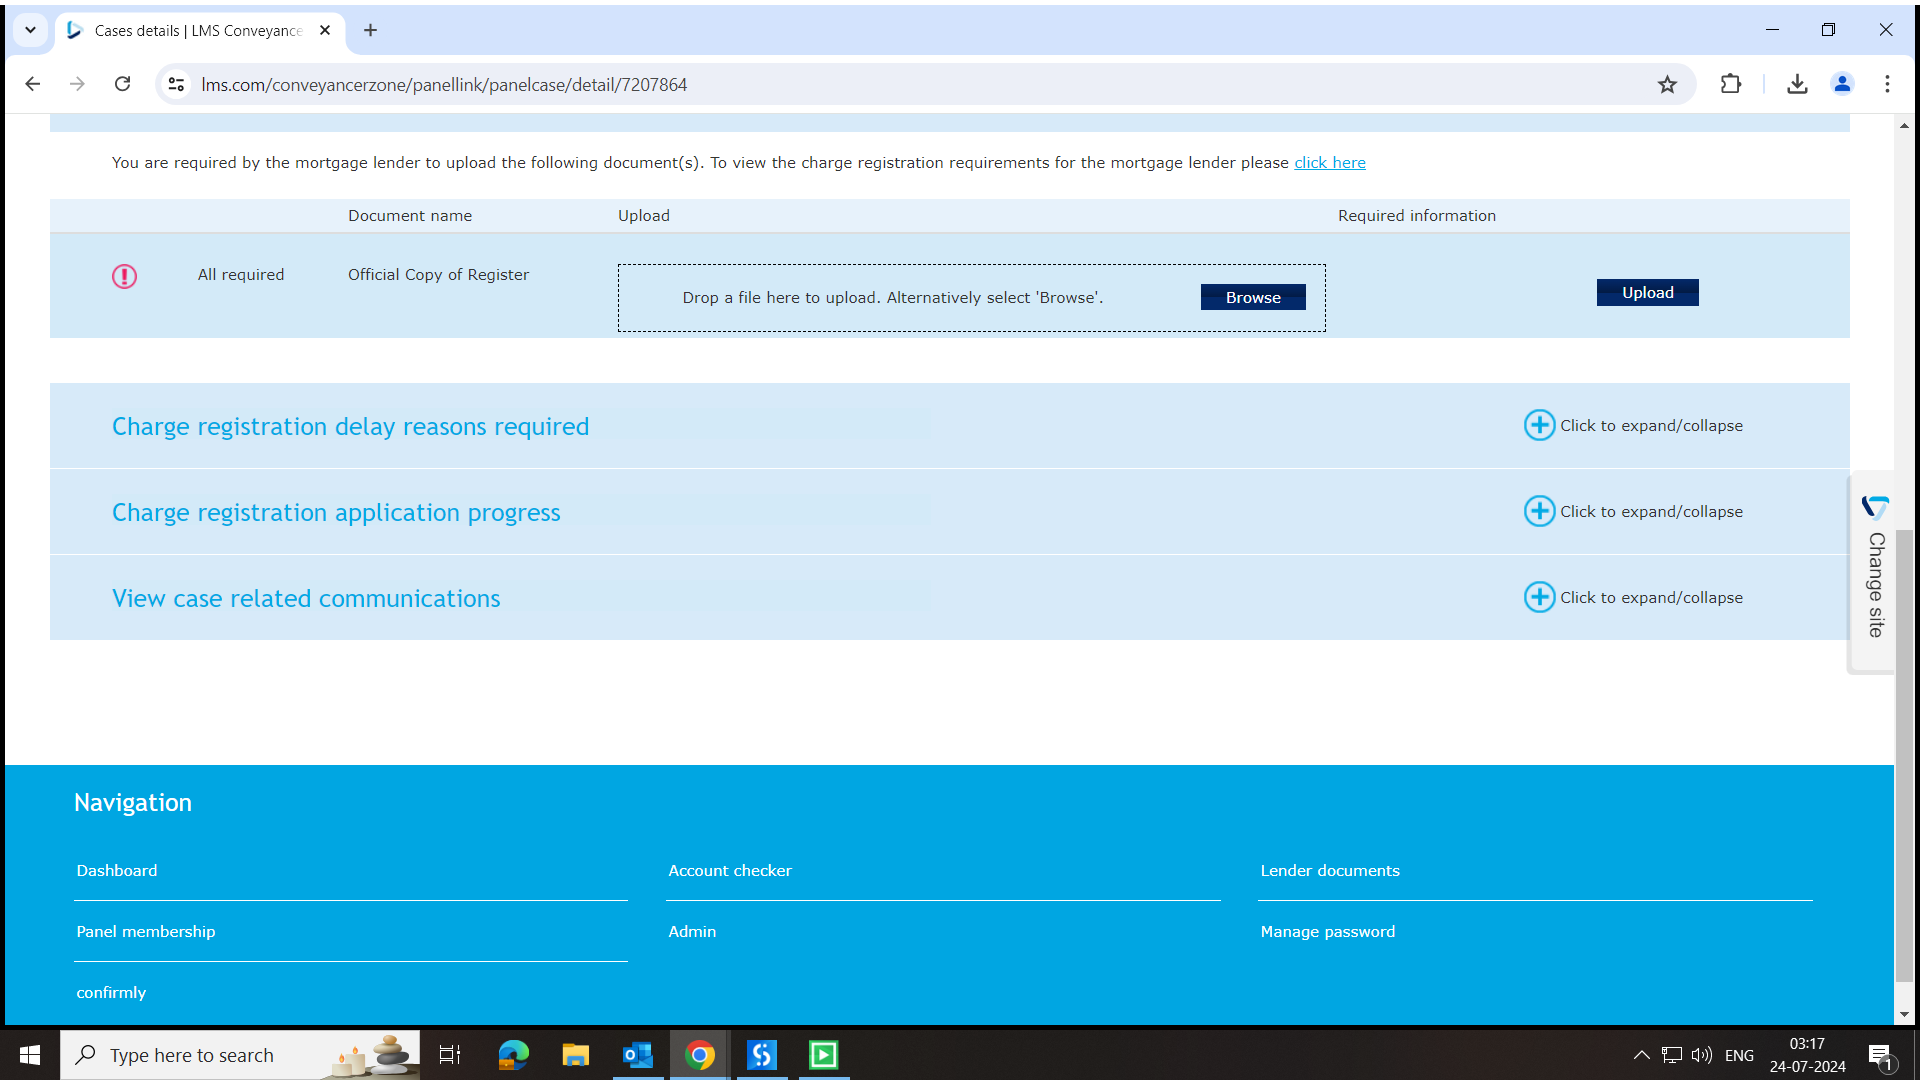 Cases details | LMS Conveyance
lms.com/conveyancerzone/panellink/panelcase/detail/7207864
You are required by the mortgage lender to upload the following document(s). To view the charge registration requirements for the mortgage lender please click here
Document name Upload Required information
All required Official Copy of Register Drop a file here to upload. Alternatively select 'Browse'. Browse Upload
Charge registration delay reasons required Click to expand/collapse
Charge registration application progress Click to expand/collapse
View case related communications Click to expand/collapse
Change site
Navigation
Dashboard Account checker Lender documents
Panel membership Admin Manage password
confirmly
Type here to search
ENG
03:17
24-07-2024
1